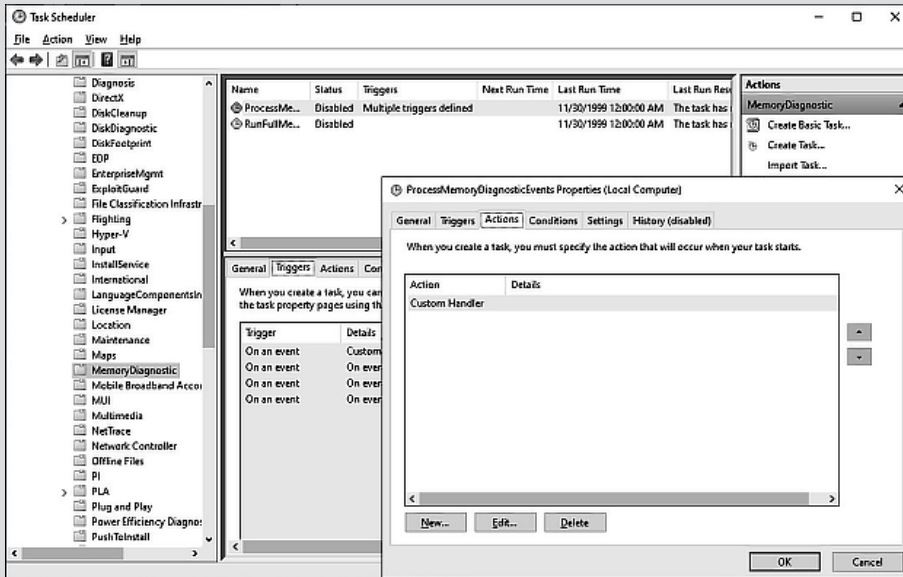 Task Scheduler
File Action View Help
Diagnosis
DirectX
DiskCleanup
DiskDiagnostic
DiskFootprint
EDP
EnterpriseMgmt
ExploitGuard
File Classification Infrastr
Flighting
Hyper-V
Input
InstallService
International
LanguageComponentsIn
License Manager
Location
Maintenance
Maps
MemoryDiagnostic
Mobile Broadband Accou
MUI
Multimedia
NetTrace
Network Controller
Offline Files
PI
PLA
Plug and Play
Power Efficiency Diagnos
PushToInstall
Name Status Triggers Next Run Time Last Run Time Last Run Resu
ProcessMe... Disabled Multiple triggers defined 11/30/1999 12:00:00 AM The task has
RunFullMe... Disabled 11/30/1999 12:00:00 AM The task has
General Triggers Actions Con
When you create a task, you can
the task property pages using th
Trigger Details
On an event Custom
On an event On ever
On an event On ever
On an event On ever
Actions
MemoryDiagnostic
Create Basic Task...
Create Task...
Import Task...
ProcessMemoryDiagnosticEvents Properties (Local Computer)
General Triggers Actions Conditions Settings History (disabled)
When you create a task, you must specify the action that will occur when your task starts.
Action Details
Custom Handler
New... Edit... Delete
OK Cancel